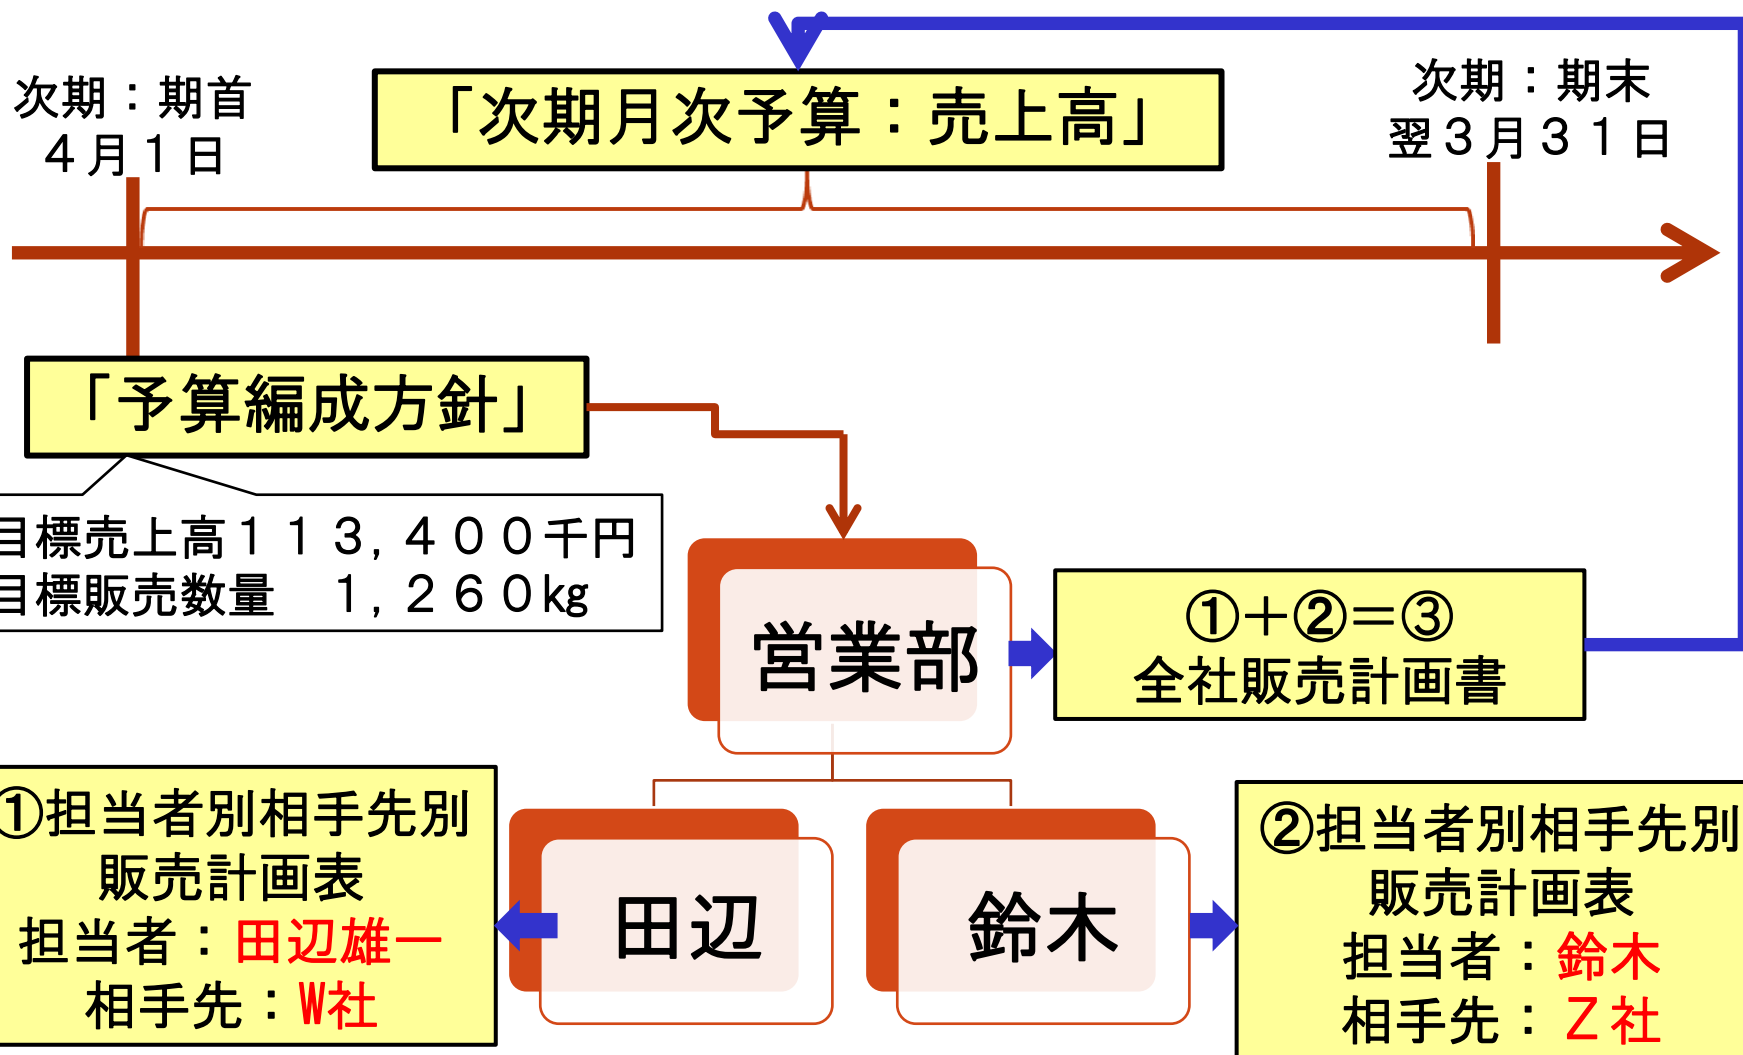 次期：期首
４月１日
「次期月次予算：売上高」
次期：期末
翌３月３１日
「予算編成方針」
目標売上高１１３，４００千円
目標販売数量　１，２６０kg
営業部
①＋②＝③
全社販売計画書
①担当者別相手先別
販売計画表
担当者：田辺雄一
相手先：W社
田辺
鈴木
②担当者別相手先別
販売計画表
担当者：鈴木
相手先：Ｚ社